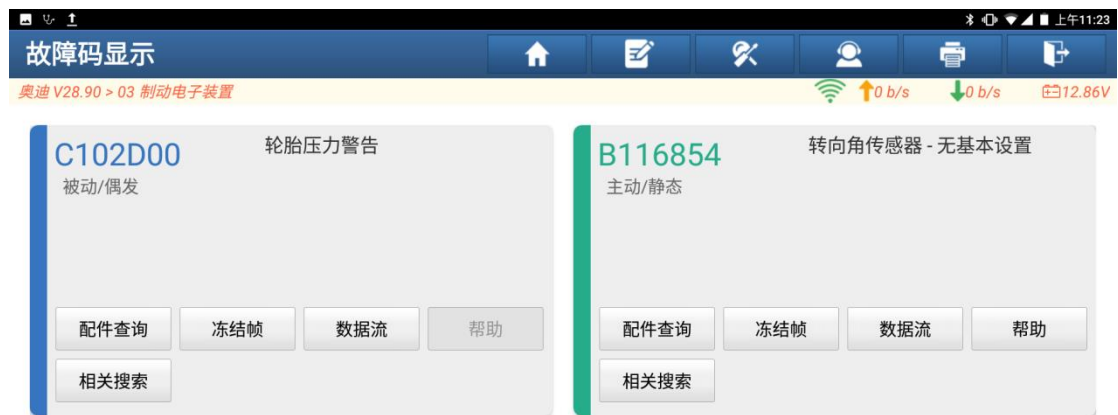 上午11:23
故障码显示
奥迪 V28.90 > 03 制动电子装置
0 b/s
0 b/s
12.86V
C102D00
轮胎压力警告
被动/偶发
配件查询
冻结帧
数据流
帮助
相关搜索
B116854
转向角传感器 - 无基本设置
主动/静态
配件查询
冻结帧
数据流
帮助
相关搜索